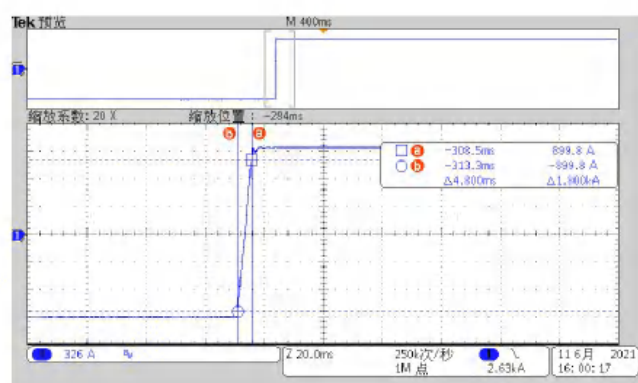 Tek 预览 M 400ms
缩放系数: 20 X 缩放位置: -284ms
b a
a -308.5ms 899.8 A
b -313.3ms -899.8 A
Δ4.800ms Δ1.800kA
1
1
1 326 A
Z 20.0ms 250k次/秒 1 2.63kA
1M 点
11 6月 2021
16:00:17